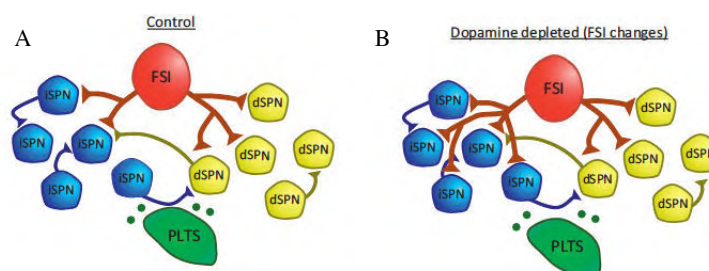 A
Control
FSI
iSPN
dSPN
iSPN
iSPN
dSPN
dSPN
iSPN
iSPN
dSPN
dSPN
PLTS
B
Dopamine depleted (FSI changes)
FSI
iSPN
dSPN
iSPN
iSPN
dSPN
dSPN
iSPN
iSPN
dSPN
dSPN
PLTS